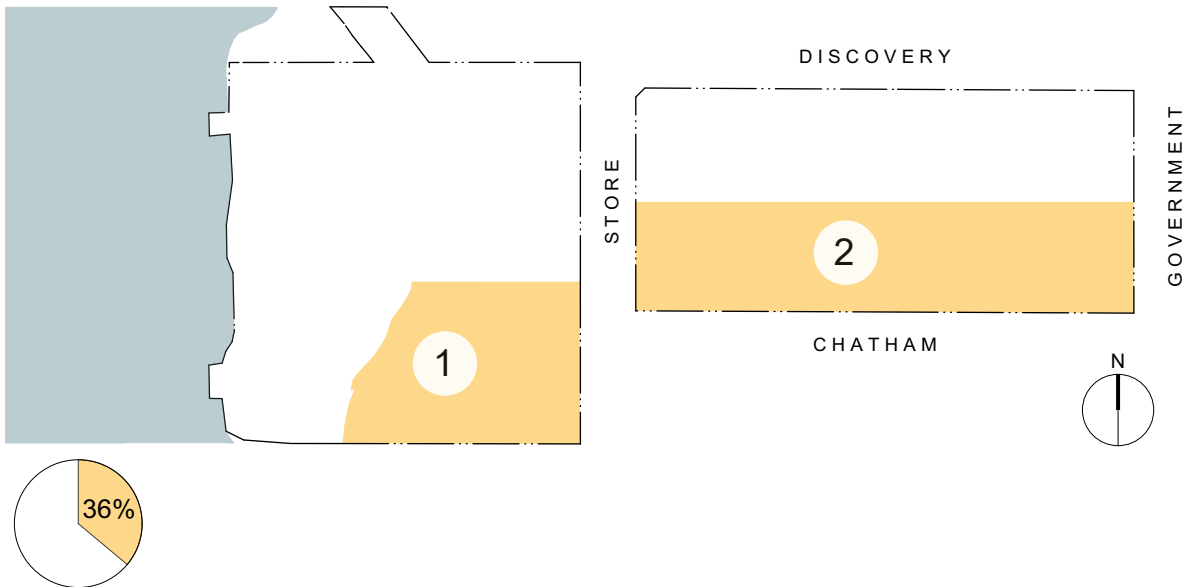 DISCOVERY
STORE
GOVERNMENT
2
1
CHATHAM
N
36%